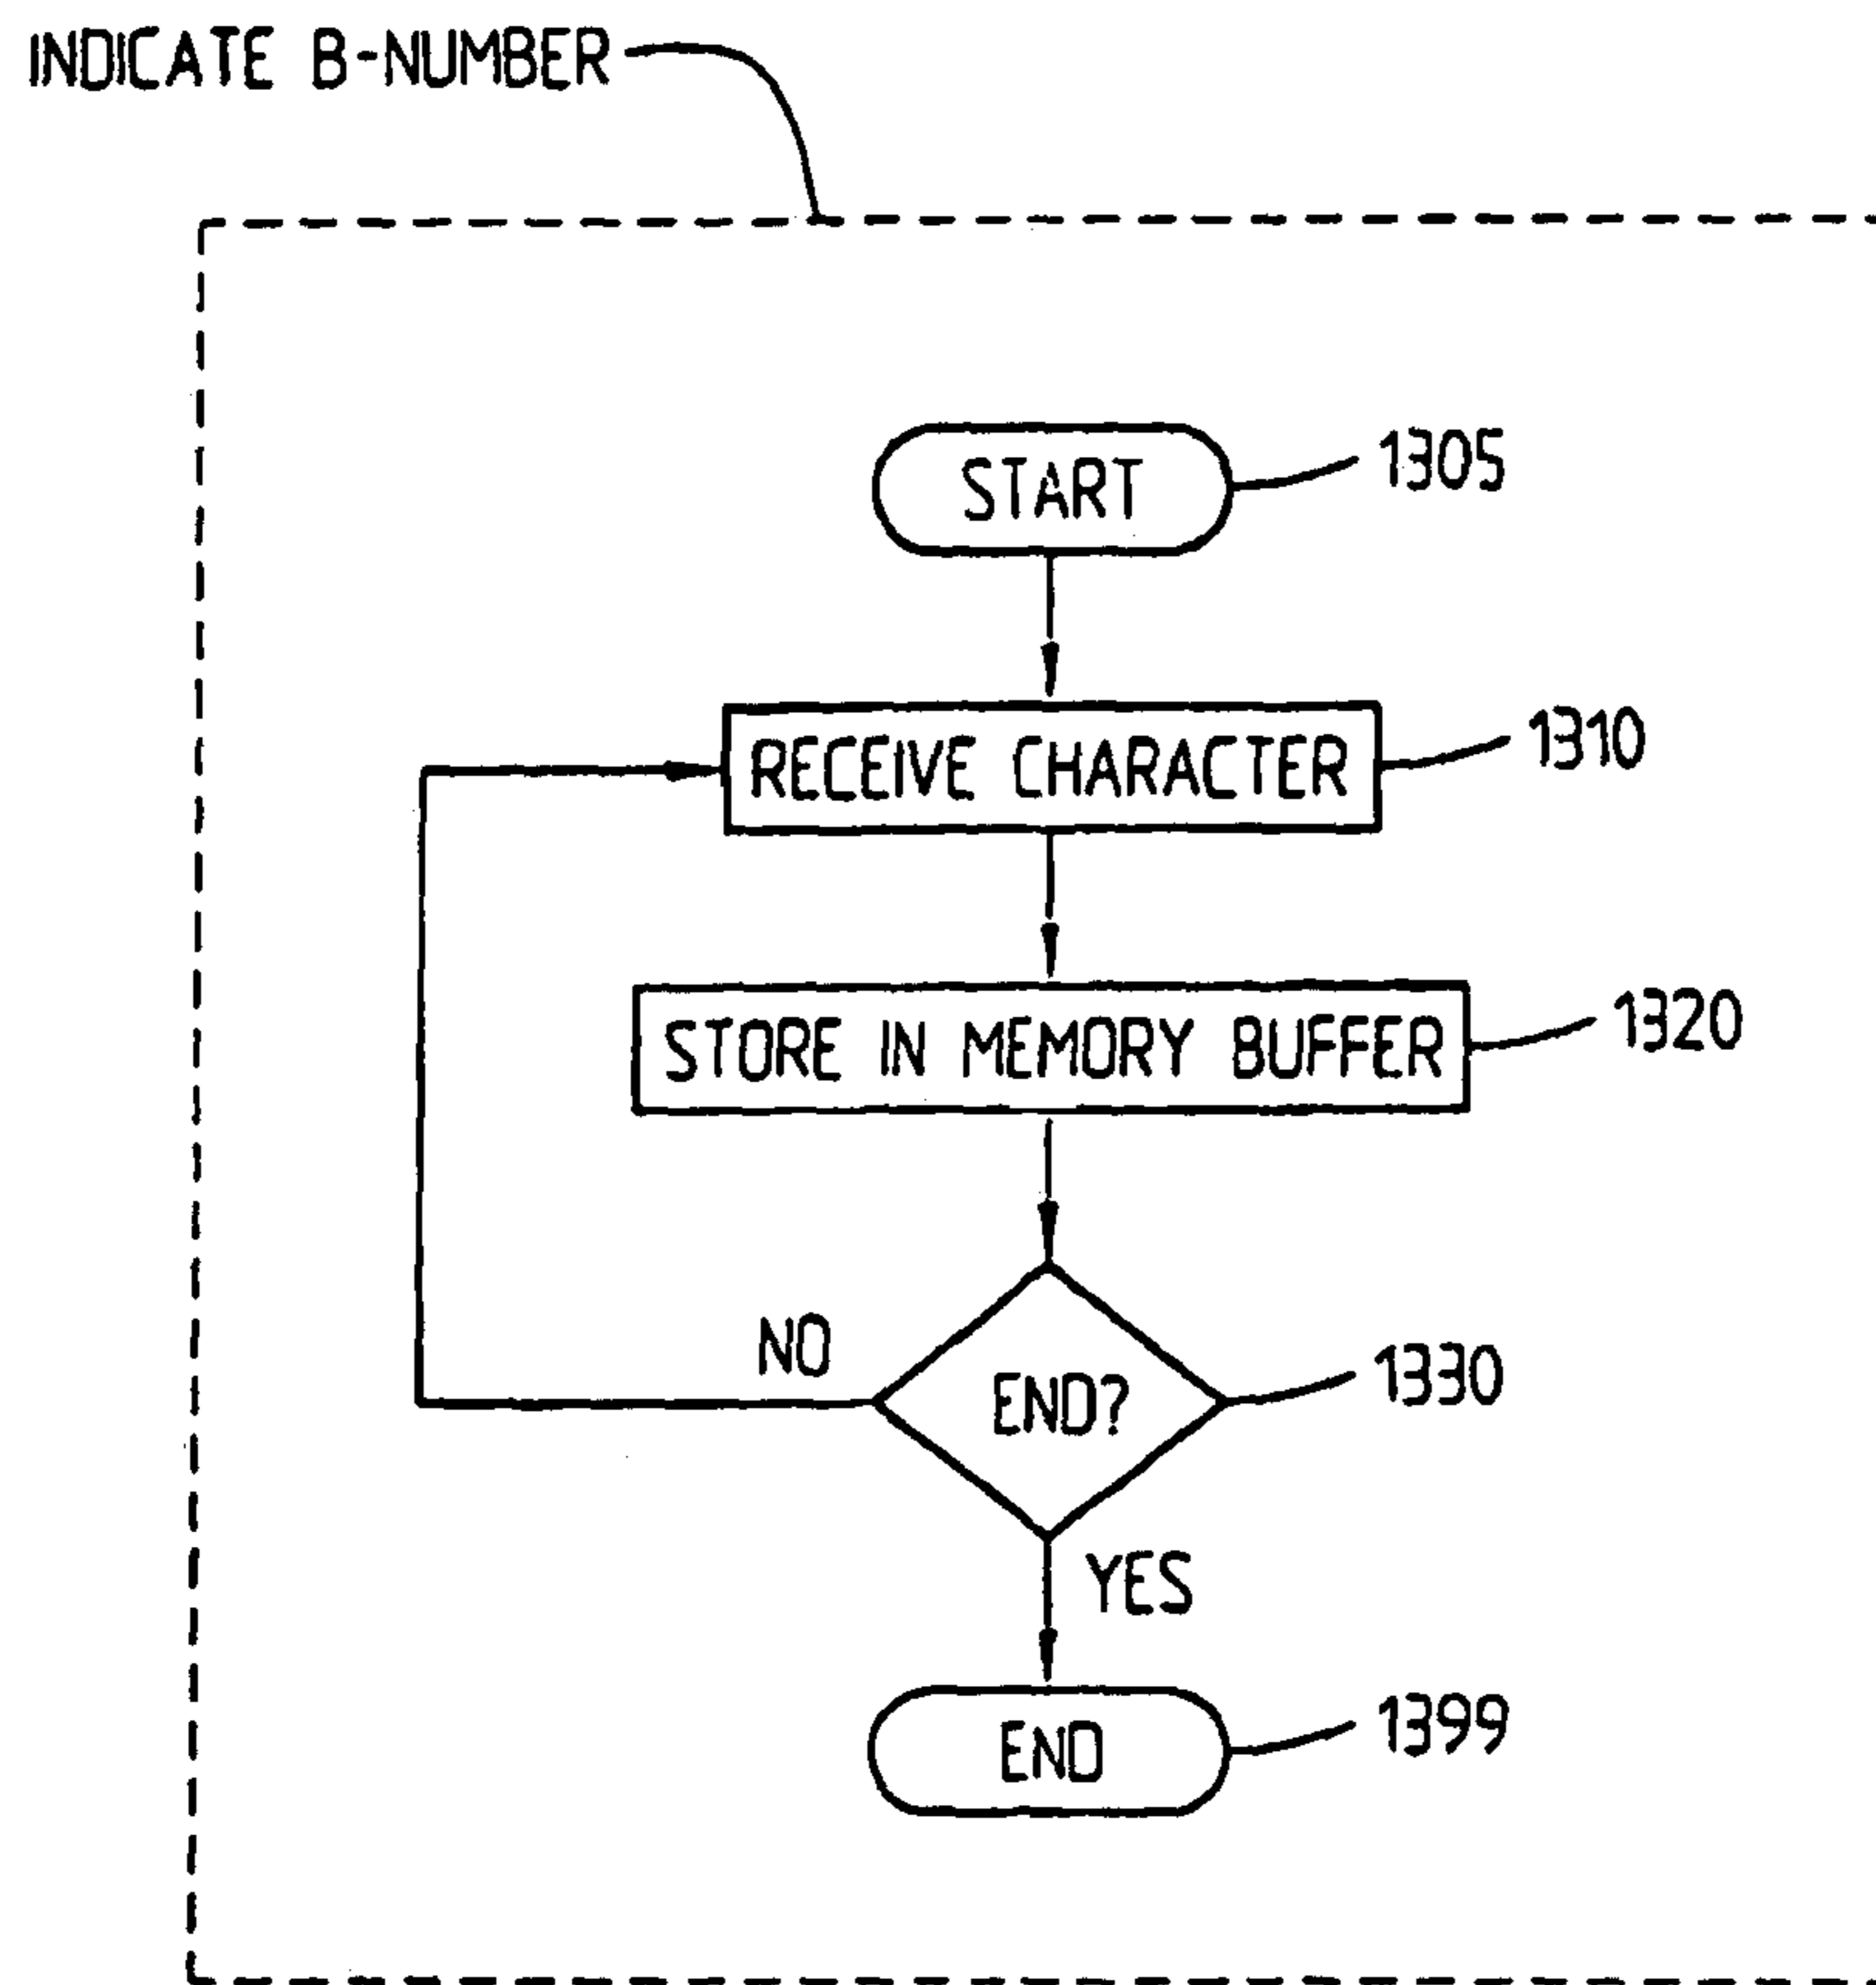 INDICATE B-NUMBER
START
1305
RECEIVE CHARACTER
1310
STORE IN MEMORY BUFFER
1320
NO
END?
1330
YES
END
1399